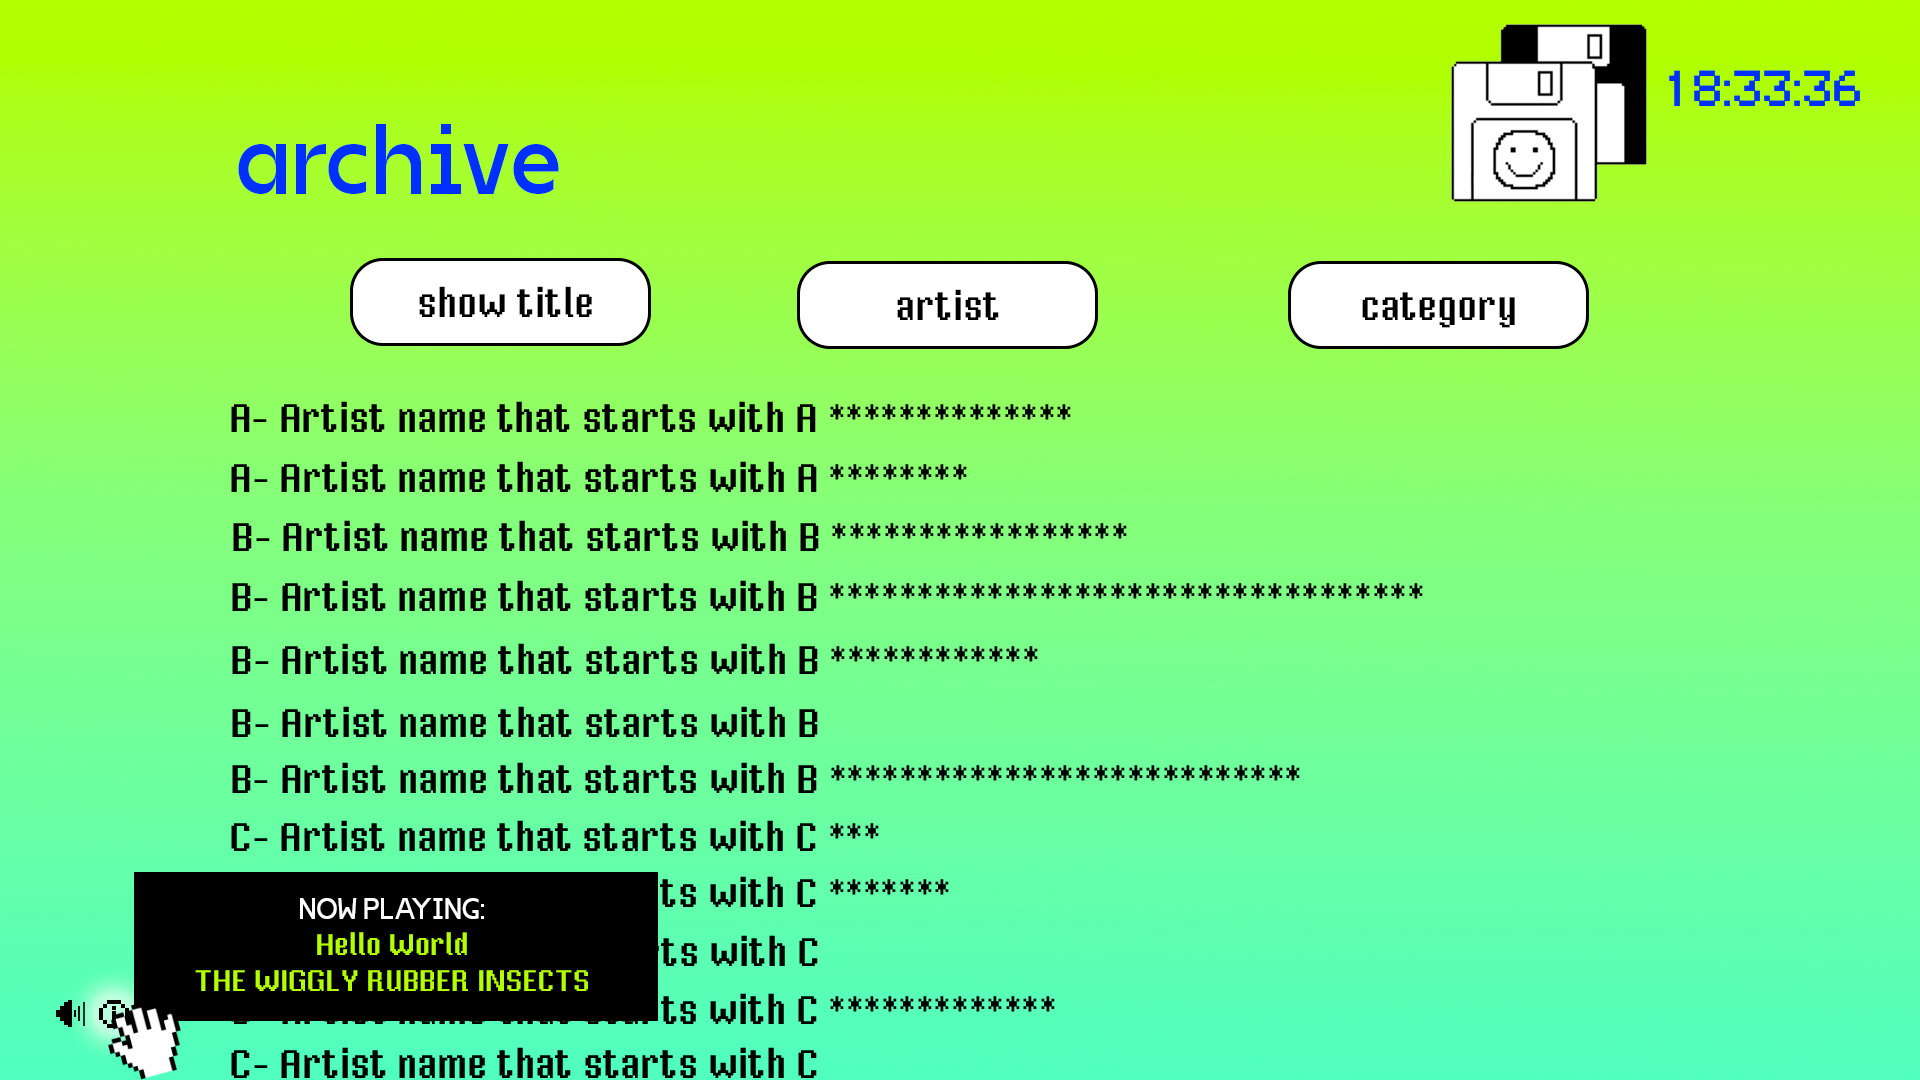 18:33:36
archive
show title
artist
category
A- Artist name that starts with A **************
A- Artist name that starts with A ********
B- Artist name that starts with B *****************
B- Artist name that starts with B **********************************
B- Artist name that starts with B ************
B- Artist name that starts with B
B- Artist name that starts with B ***************************
C- Artist name that starts with C ***
ts with C *******
ts with C
ts with C *************
C- Artist name that starts with C
NOW PLAYING:
Hello World
THE WIGGLY RUBBER INSECTS